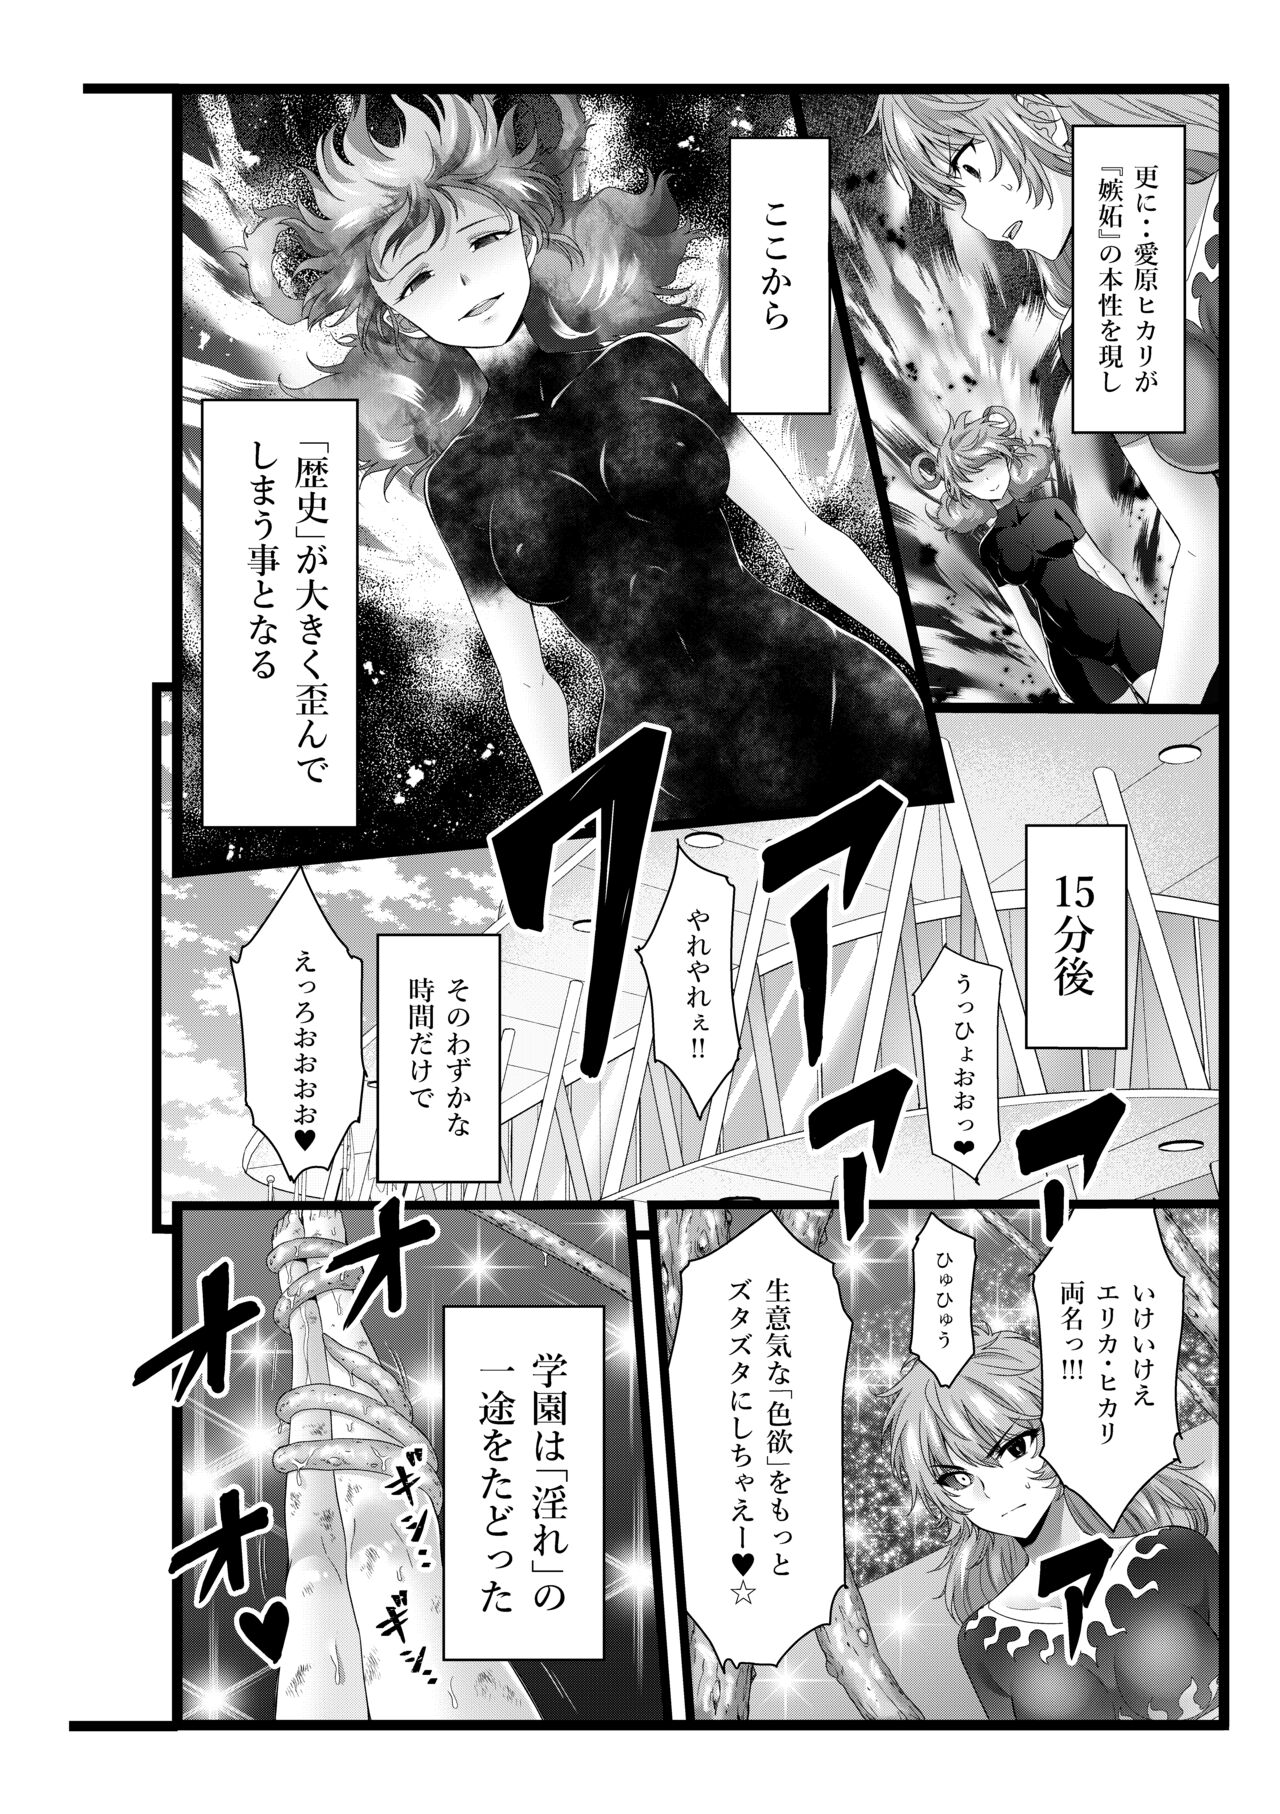 更に・・愛原ヒカリが
『嫉妬』の本性を現し
ここから
「歴史」が大きく歪んで
しまう事となる
15分後
うっひょおおっ❤
やれやれぇ!!
そのわずかな
時間だけで
えっろおおおお♥
ワアアアア
いけいけえ
エリカ・ヒカリ
両名っ!!!
ひゅひゅう
生意気な「色欲」をもっと
ズタズタにしちゃえー♥☆
学園は「淫れ」の
一途をたどった
オオオ♥
ギシッ
ギシッ